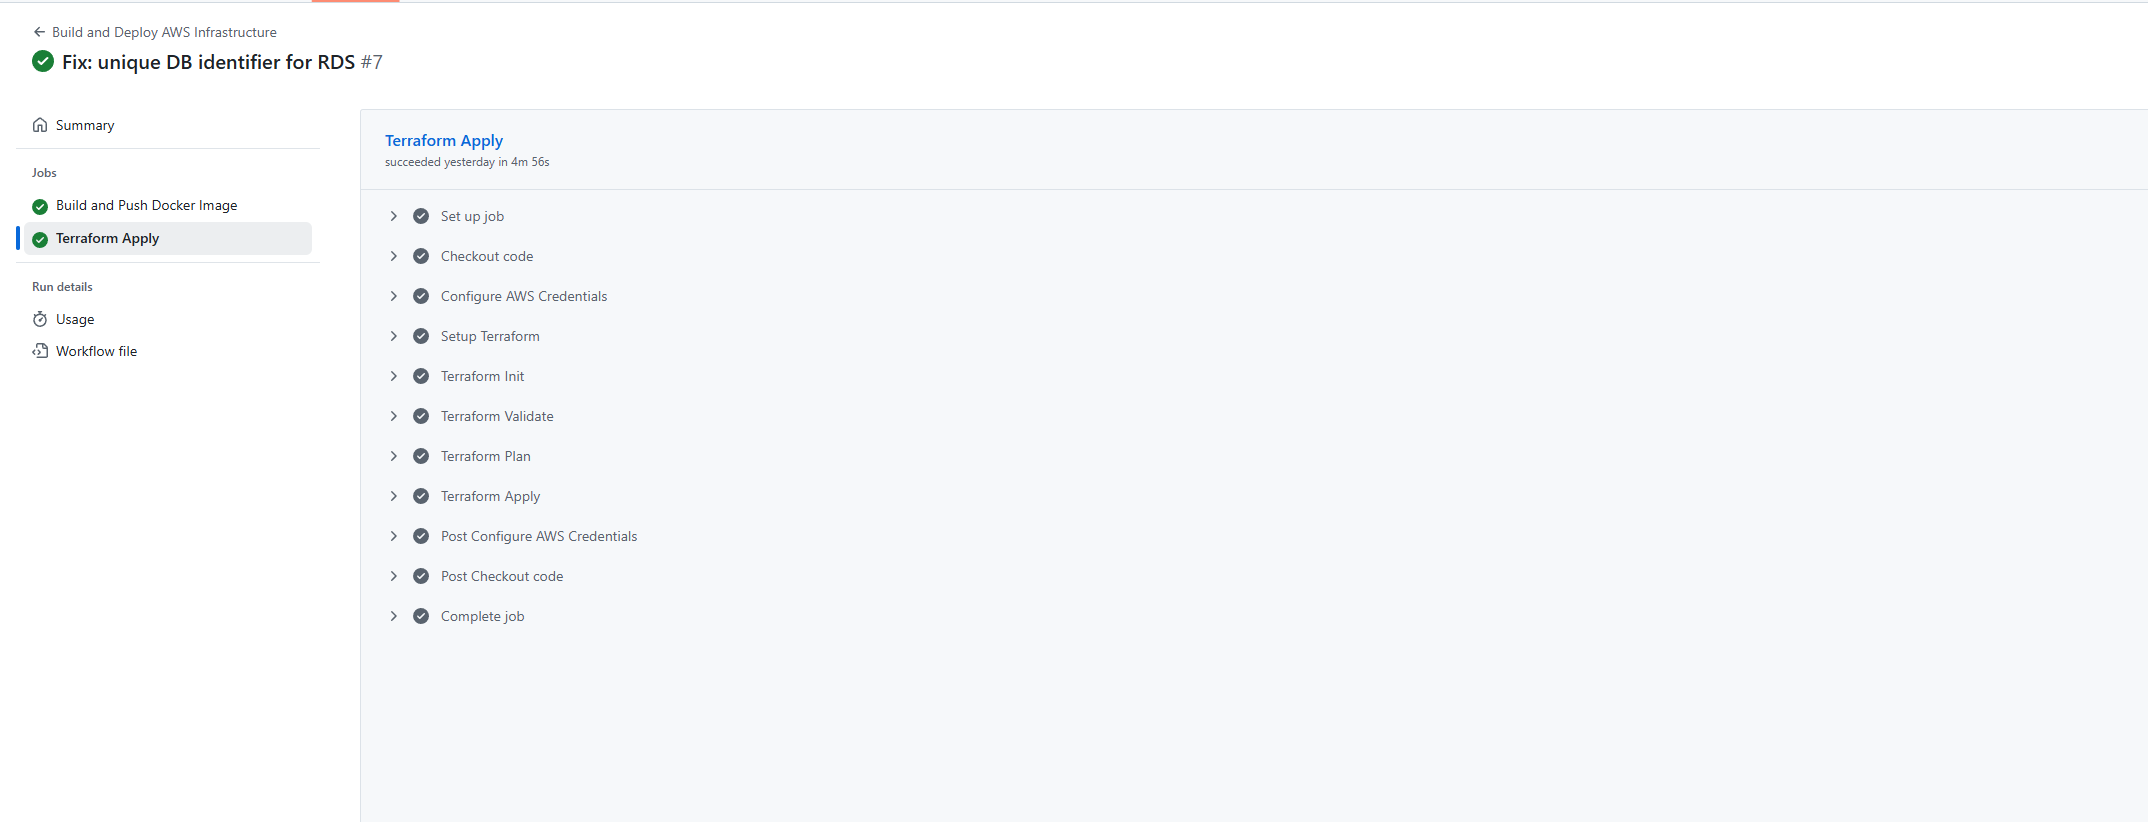 Build and Deploy AWS Infrastructure
Fix: unique DB identifier for RDS #7
Summary
Jobs
Build and Push Docker Image
Terraform Apply
Run details
Usage
Workflow file
Terraform Apply
succeeded yesterday in 4m 56s
Set up job
Checkout code
Configure AWS Credentials
Setup Terraform
Terraform Init
Terraform Validate
Terraform Plan
Terraform Apply
Post Configure AWS Credentials
Post Checkout code
Complete job